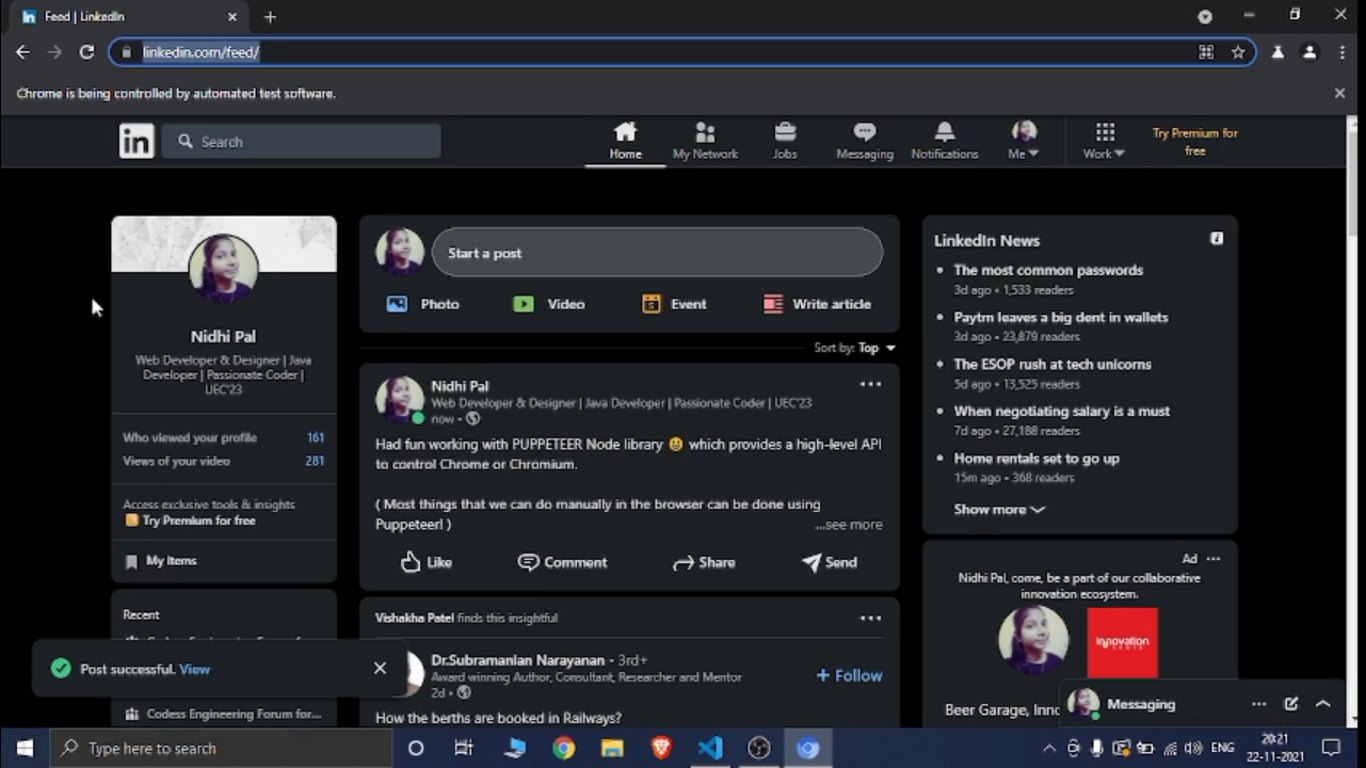 Feed | LinkedIn
linkedin.com/feed/
Chrome is being controlled by automated test software.
in
Search
Home
My Network
Jobs
Messaging
Notifications
Me
Work
Try Premium for
free
Nidhi Pal
Web Developer & Designer | Java
Developer | Passionate Coder |
UEC'23
Who viewed your profile 161
Views of your video 281
Access exclusive tools & insights
Try Premium for free
My Items
Recent
Codess Engineering Forum for...
Post successful. View
Start a post
Photo
Video
Event
Write article
Sort by: Top
Nidhi Pal
Web Developer & Designer | Java Developer | Passionate Coder | UEC'23
now •
Had fun working with PUPPETEER Node library 😀 which provides a high-level API
to control Chrome or Chromium.
( Most things that we can do manually in the browser can be done using
Puppeteer! )
...see more
Like
Comment
Share
Send
Vishakha Patel finds this insightful
Dr.Subramanian Narayanan • 3rd+
Award winning Author, Consultant, Researcher and Mentor
2d •
+ Follow
How the berths are booked in Railways?
LinkedIn News
The most common passwords
3d ago • 1,533 readers
Paytm leaves a big dent in wallets
3d ago • 23,879 readers
The ESOP rush at tech unicorns
5d ago • 13,525 readers
When negotiating salary is a must
7d ago • 27,188 readers
Home rentals set to go up
15m ago • 368 readers
Show more
Ad
Nidhi Pal, come, be a part of our collaborative
innovation ecosystem.
innovation
Beer Garage, Inno
Messaging
Type here to search
ENG
20:21
22-11-2021